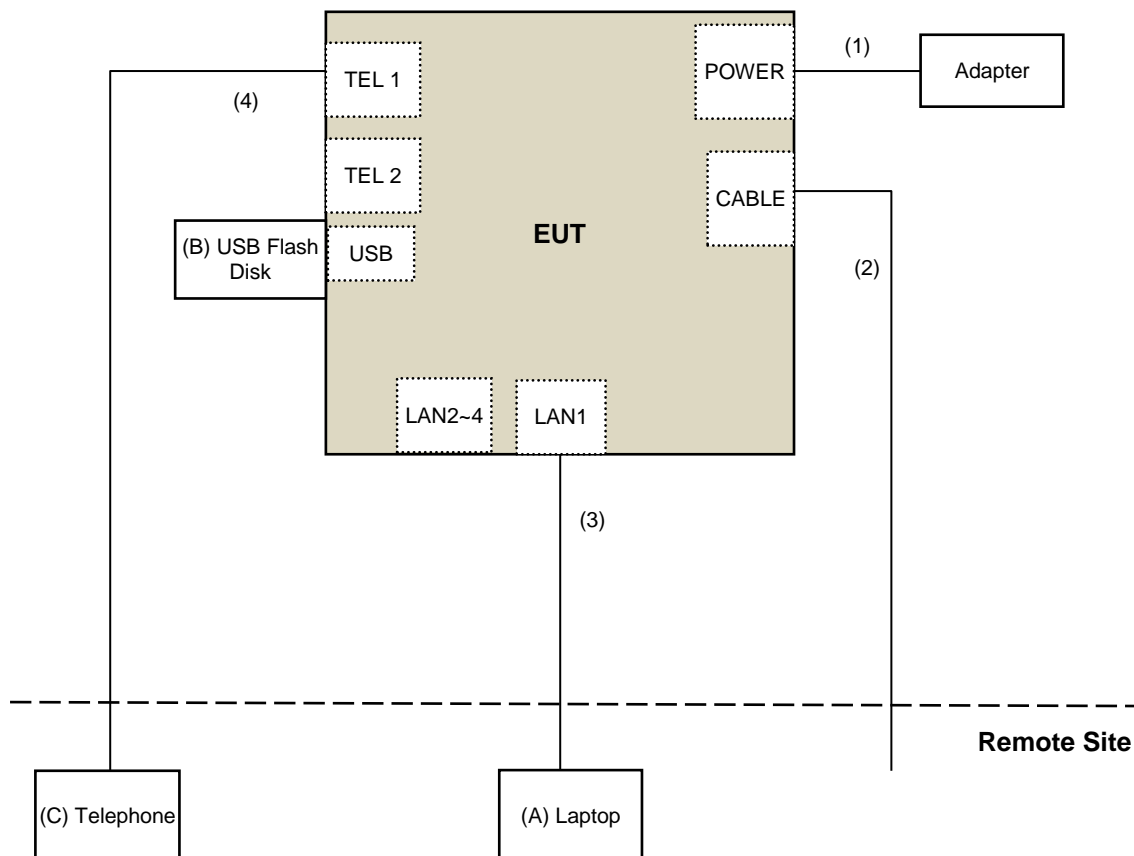 TEL 1
POWER
(1)
Adapter
(4)
TEL 2
CABLE
EUT
(B) USB Flash
Disk
USB
(2)
LAN2~4
LAN1
(3)
Remote Site
(C) Telephone
(A) Laptop